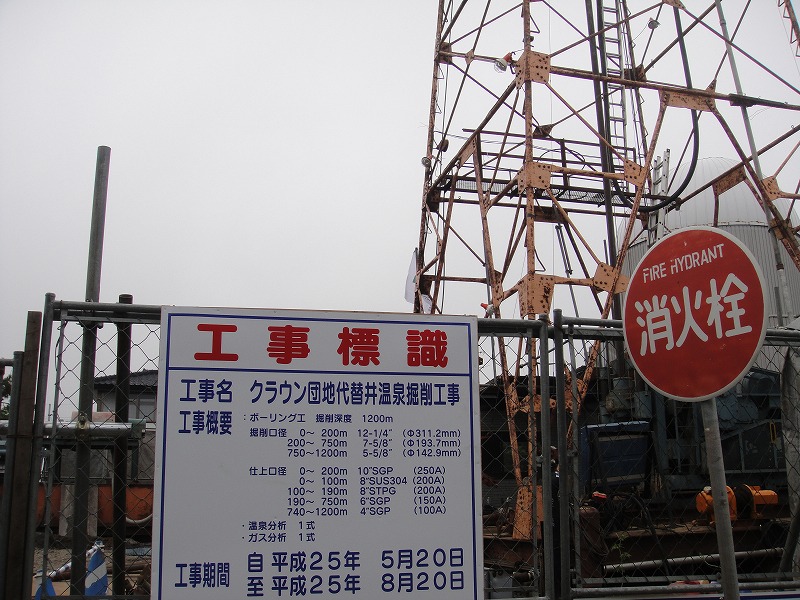 工事標識
工事名 クラウン団地代替井温泉掘削工事
工事概要 :ボーリング工 掘削深度 1200m
掘削口径 0～ 200m 12-1/4" (Φ311.2mm)
200～ 750m 7-5/8" (Φ193.7mm)
750～1200m 5-5/8" (Φ142.9mm)
仕上口径 0～ 200m 10"SGP (250A)
0～ 100m 8"SUS304 (200A)
100～ 190m 8"STPG (200A)
190～ 750m 6"SGP (150A)
740～1200m 4"SGP (100A)
・温泉分析 1式
・ガス分析 1式
工事期間 自 平成25年 5月20日
至 平成25年 8月20日
FIRE HYDRANT
消火栓